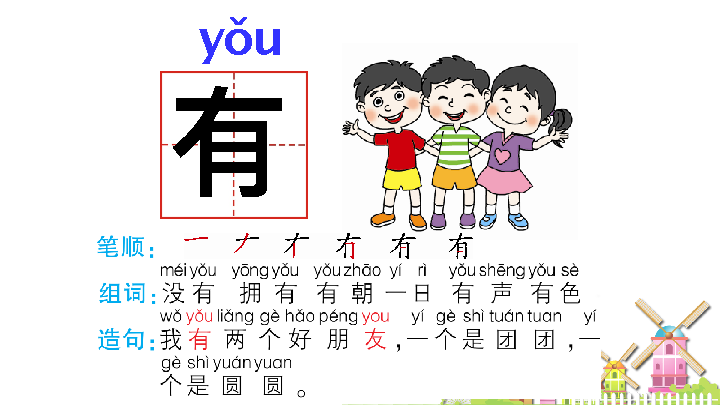 yǒu
有
笔顺：一 ナ 𠂇 冇 有 有
méi yǒu yōng yǒu yǒu zhāo yí rì yǒu shēng yǒu sè
组词：没有 拥有 有朝一日 有声有色
wǒ yǒu liǎng gè hǎo péng you yí gè shì tuán tuan yí
造句：我有两个好朋友，一个是团团，一
gè shì yuán yuan
个是圆圆。